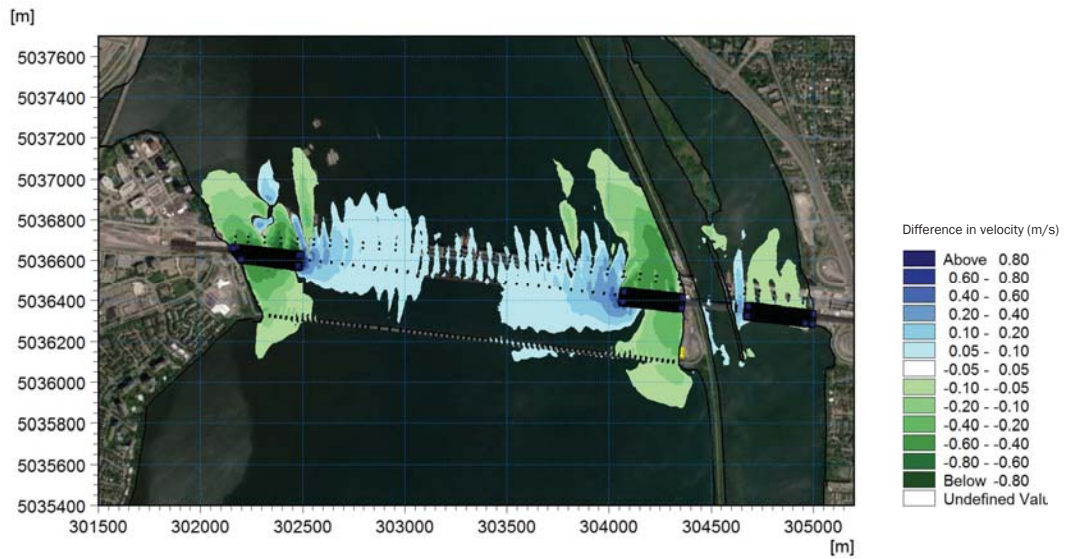 [m]
5037600
5037400
5037200
5037000
5036800
5036600
5036400
5036200
5036000
5035800
5035600
5035400
301500 302000 302500 303000 303500 304000 304500 305000
[m]
Difference in velocity (m/s)
Above 0.80
0.60 - 0.80
0.40 - 0.60
0.20 - 0.40
0.10 - 0.20
0.05 - 0.10
-0.05 - 0.05
-0.10 - -0.05
-0.20 - -0.10
-0.40 - -0.20
-0.60 - -0.40
-0.80 - -0.60
Below -0.80
Undefined Valu